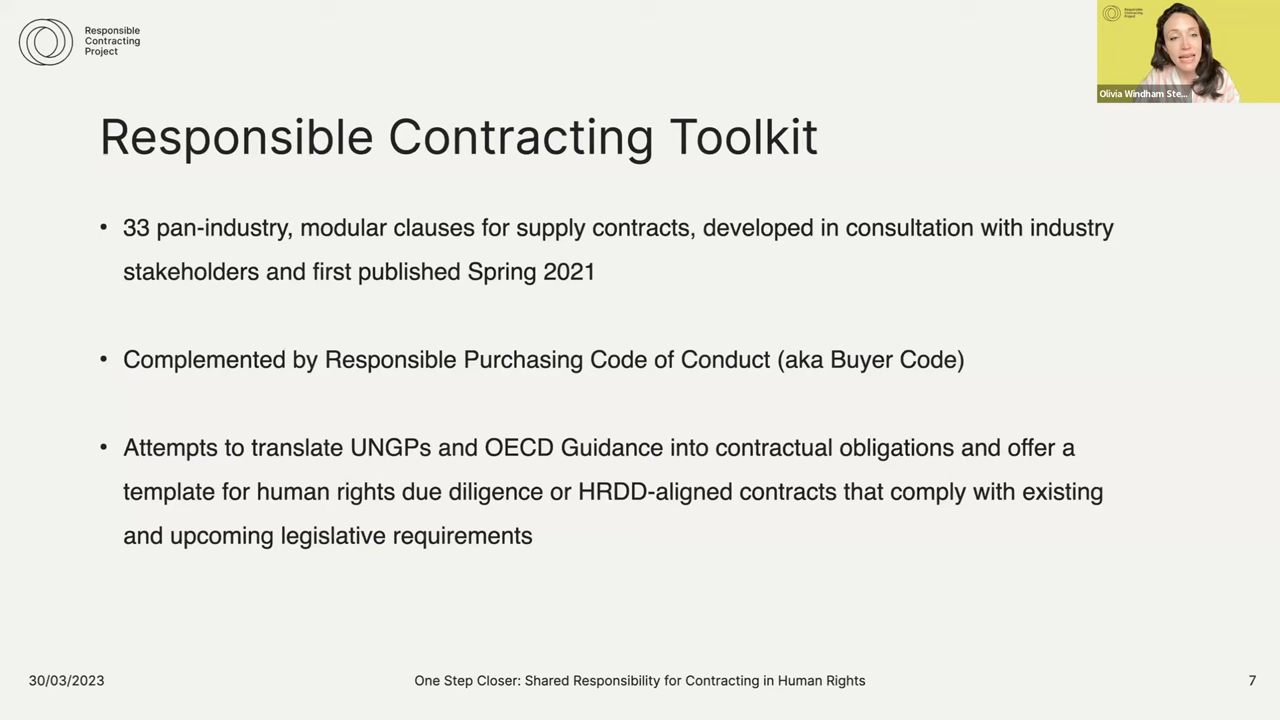 Responsible
Contracting
Project
Responsible
Contracting
Project
Olivia Windham Ste...
Responsible Contracting Toolkit
• 33 pan-industry, modular clauses for supply contracts, developed in consultation with industry
stakeholders and first published Spring 2021
• Complemented by Responsible Purchasing Code of Conduct (aka Buyer Code)
• Attempts to translate UNGPs and OECD Guidance into contractual obligations and offer a
template for human rights due diligence or HRDD-aligned contracts that comply with existing
and upcoming legislative requirements
30/03/2023
One Step Closer: Shared Responsibility for Contracting in Human Rights
7